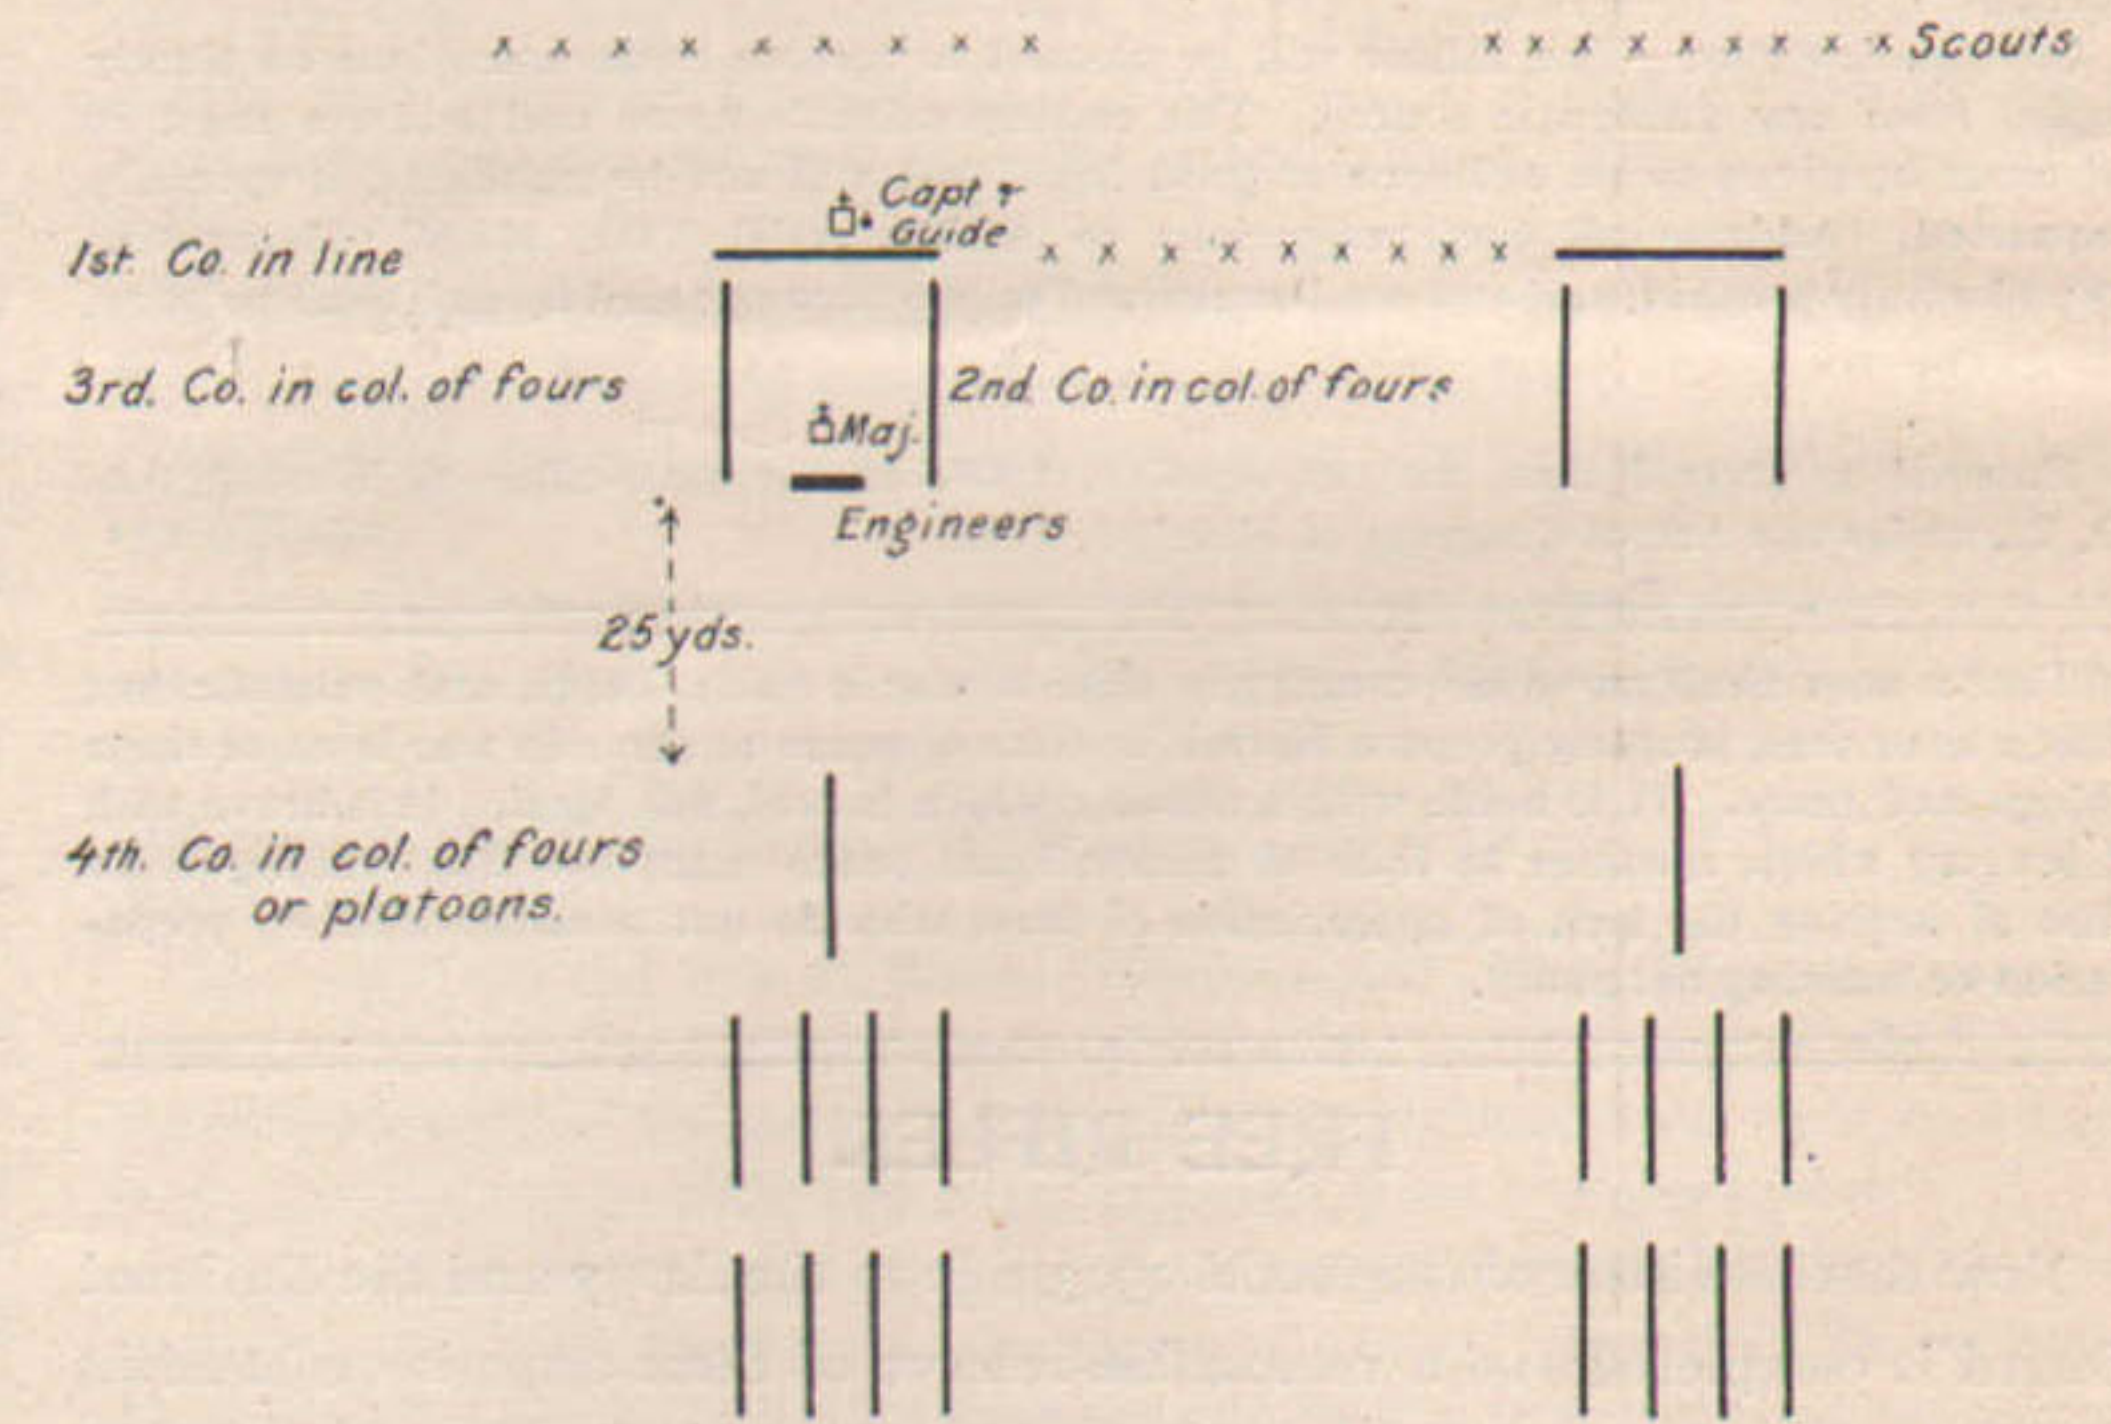 x x x x x x x x x x x x x x x x x x Scouts
Capt &
Guide
1st. Co. in line
x x x x x x x x x
3rd. Co. in col. of fours
2nd. Co. in col. of fours
Maj.
Engineers
25 yds.
4th. Co. in col. of fours
or platoons.